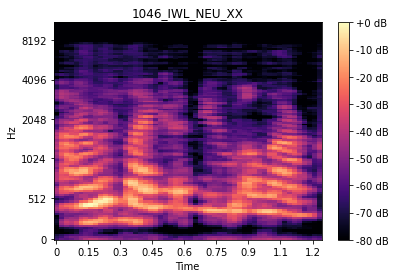 1046_IWL_NEU_XX
+0 dB
8192
-10 dB
4096
-20 dB
-30 dB
2048
Hz
-40 dB
1024
-50 dB
512
-60 dB
-70 dB
0
-80 dB
0 0.15 0.3 0.45 0.6 0.75 0.9 1.1 1.2
Time